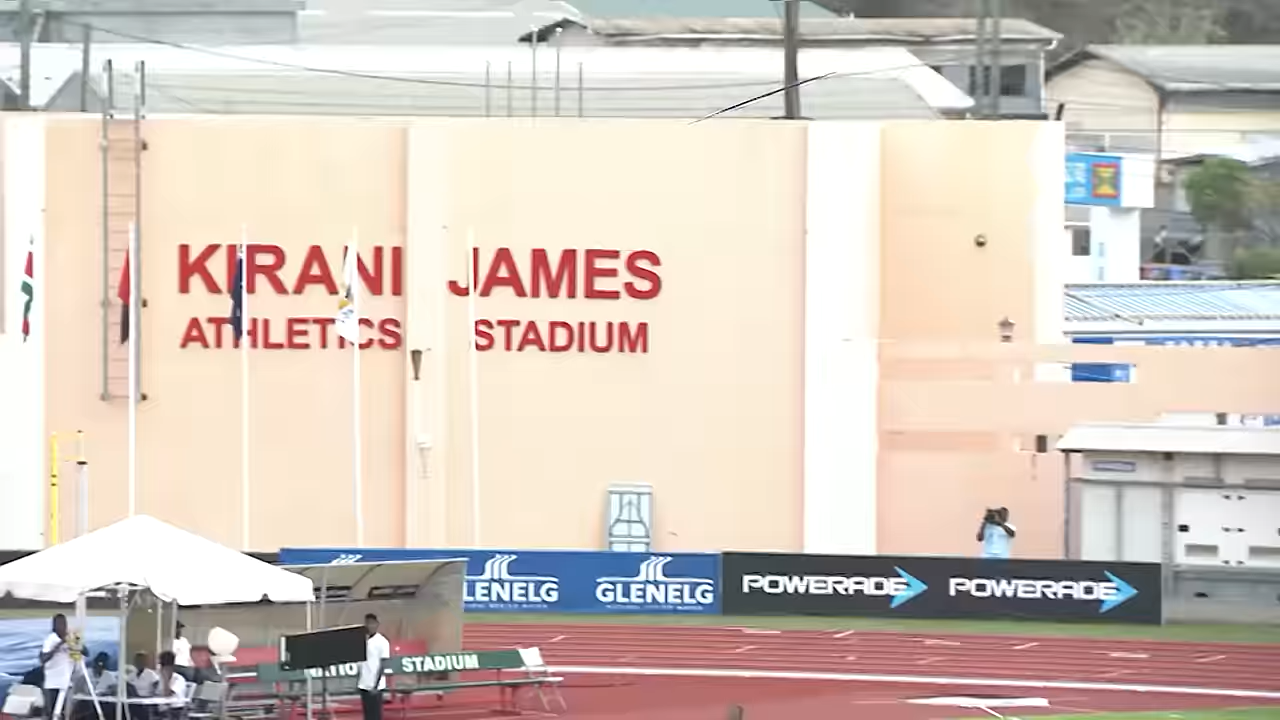 KIRANI JAMES
ATHLETICS STADIUM
GLENELG
GLENELG
POWERADE
POWERADE
STADIUM